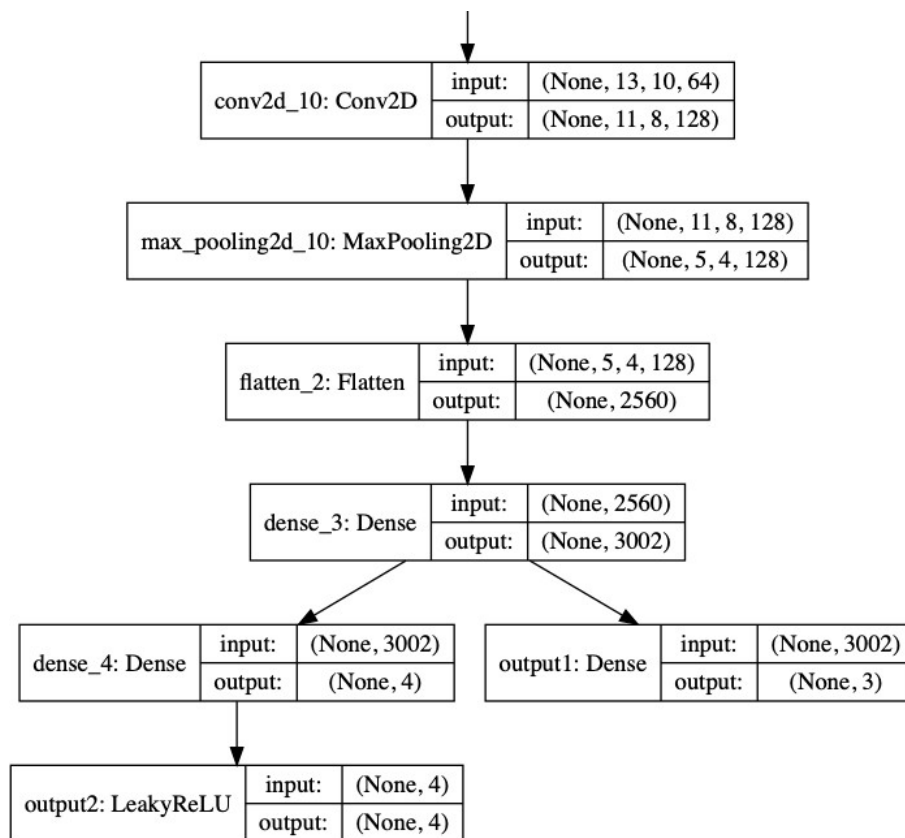 conv2d_10: Conv2D
input: (None, 13, 10, 64)
output: (None, 11, 8, 128)
max_pooling2d_10: MaxPooling2D
input: (None, 11, 8, 128)
output: (None, 5, 4, 128)
flatten_2: Flatten
input: (None, 5, 4, 128)
output: (None, 2560)
dense_3: Dense
input: (None, 2560)
output: (None, 3002)
dense_4: Dense
input: (None, 3002)
output: (None, 4)
output1: Dense
input: (None, 3002)
output: (None, 3)
output2: LeakyReLU
input: (None, 4)
output: (None, 4)